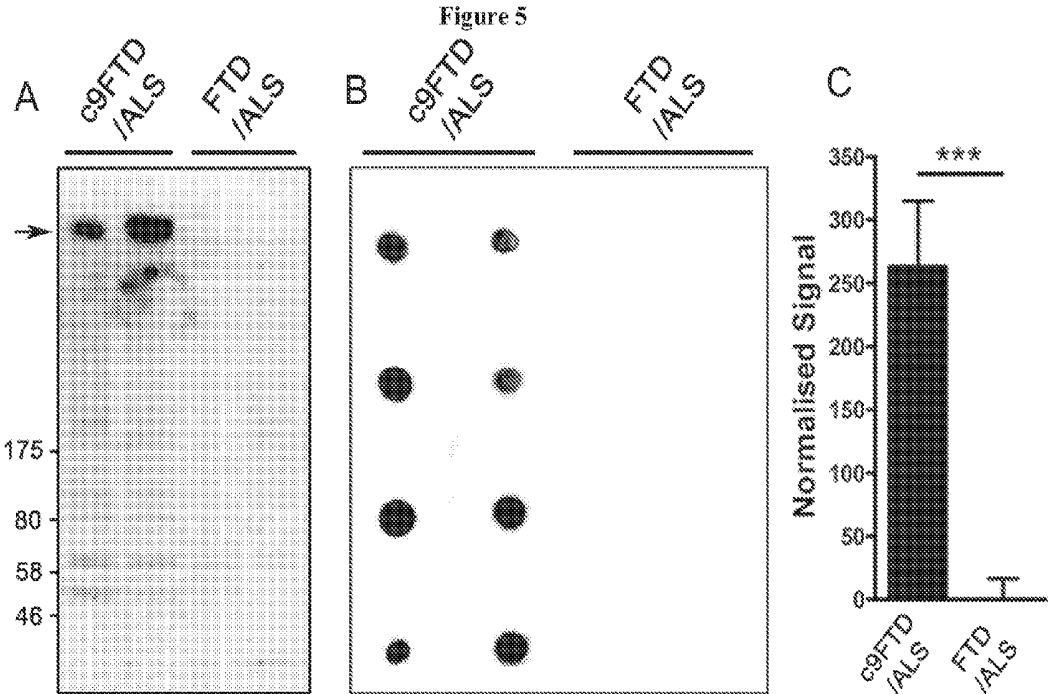 Figure 5
A
c9FTD
/ALS
FTD
/ALS
175
80
58
46
B
c9FTD
/ALS
FTD
/ALS
C
Normalised Signal
350
300
250
200
150
100
50
0
***
c9FTD
/ALS
FTD
/ALS